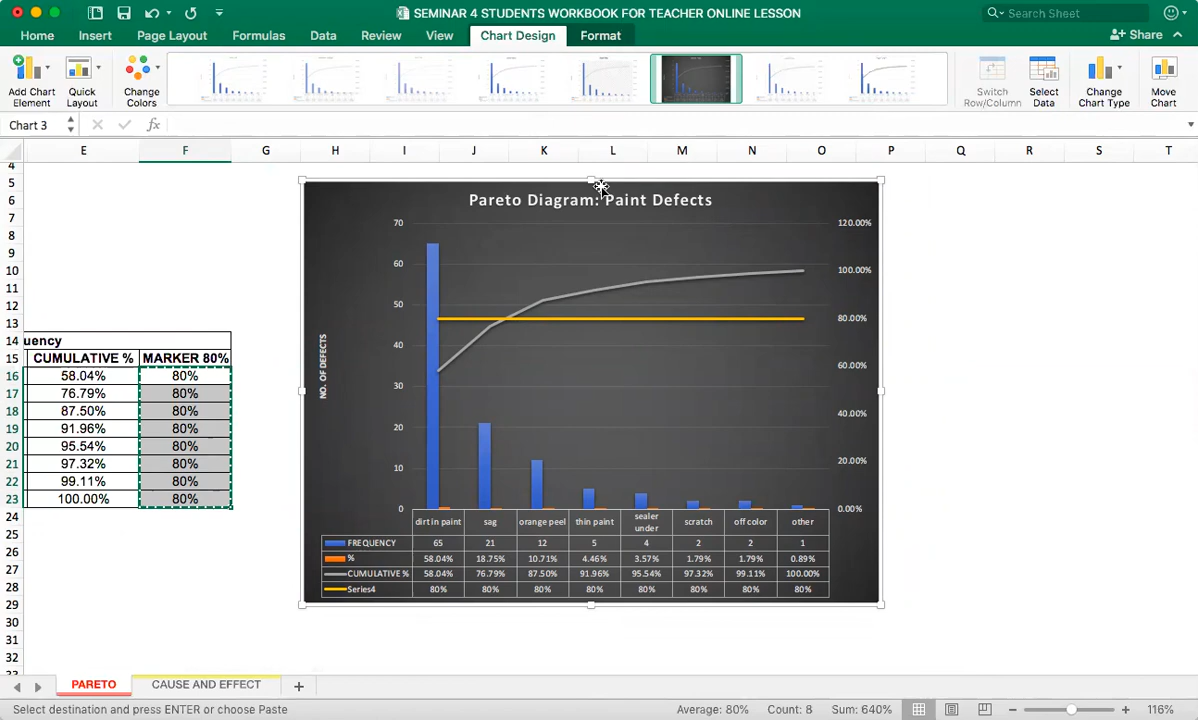 SEMINAR 4 STUDENTS WORKBOOK FOR TEACHER ONLINE LESSON
Search Sheet
Home Insert Page Layout Formulas Data Review View Chart Design Format Share
Add Chart Element
Quick Layout
Change Colors
Switch Row/Column
Select Data
Change Chart Type
Move Chart
Chart 3 fx
E F G H I J K L M N O P Q R S T
4
5
6
7
8
9
10
11
12
13
14 uency
15 CUMULATIVE % MARKER 80%
16 58.04% 80%
17 76.79% 80%
18 87.50% 80%
19 91.96% 80%
20 95.54% 80%
21 97.32% 80%
22 99.11% 80%
23 100.00% 80%
24
25
26
27
28
29
30
31
32
33
Pareto Diagram: Paint Defects
NO. OF DEFECTS
70 120.00%
60 100.00%
50 80.00%
40 60.00%
30 40.00%
20 20.00%
10 0.00%
0
dirt in paint sag orange peel thin paint sealer under scratch off color other
FREQUENCY 65 21 12 5 4 2 2 1
% 58.04% 18.75% 10.71% 4.46% 3.57% 1.79% 1.79% 0.89%
CUMULATIVE % 58.04% 76.79% 87.50% 91.96% 95.54% 97.32% 99.11% 100.00%
Series4 80% 80% 80% 80% 80% 80% 80% 80%
PARETO CAUSE AND EFFECT +
Select destination and press ENTER or choose Paste Average: 80% Count: 8 Sum: 640% 116%